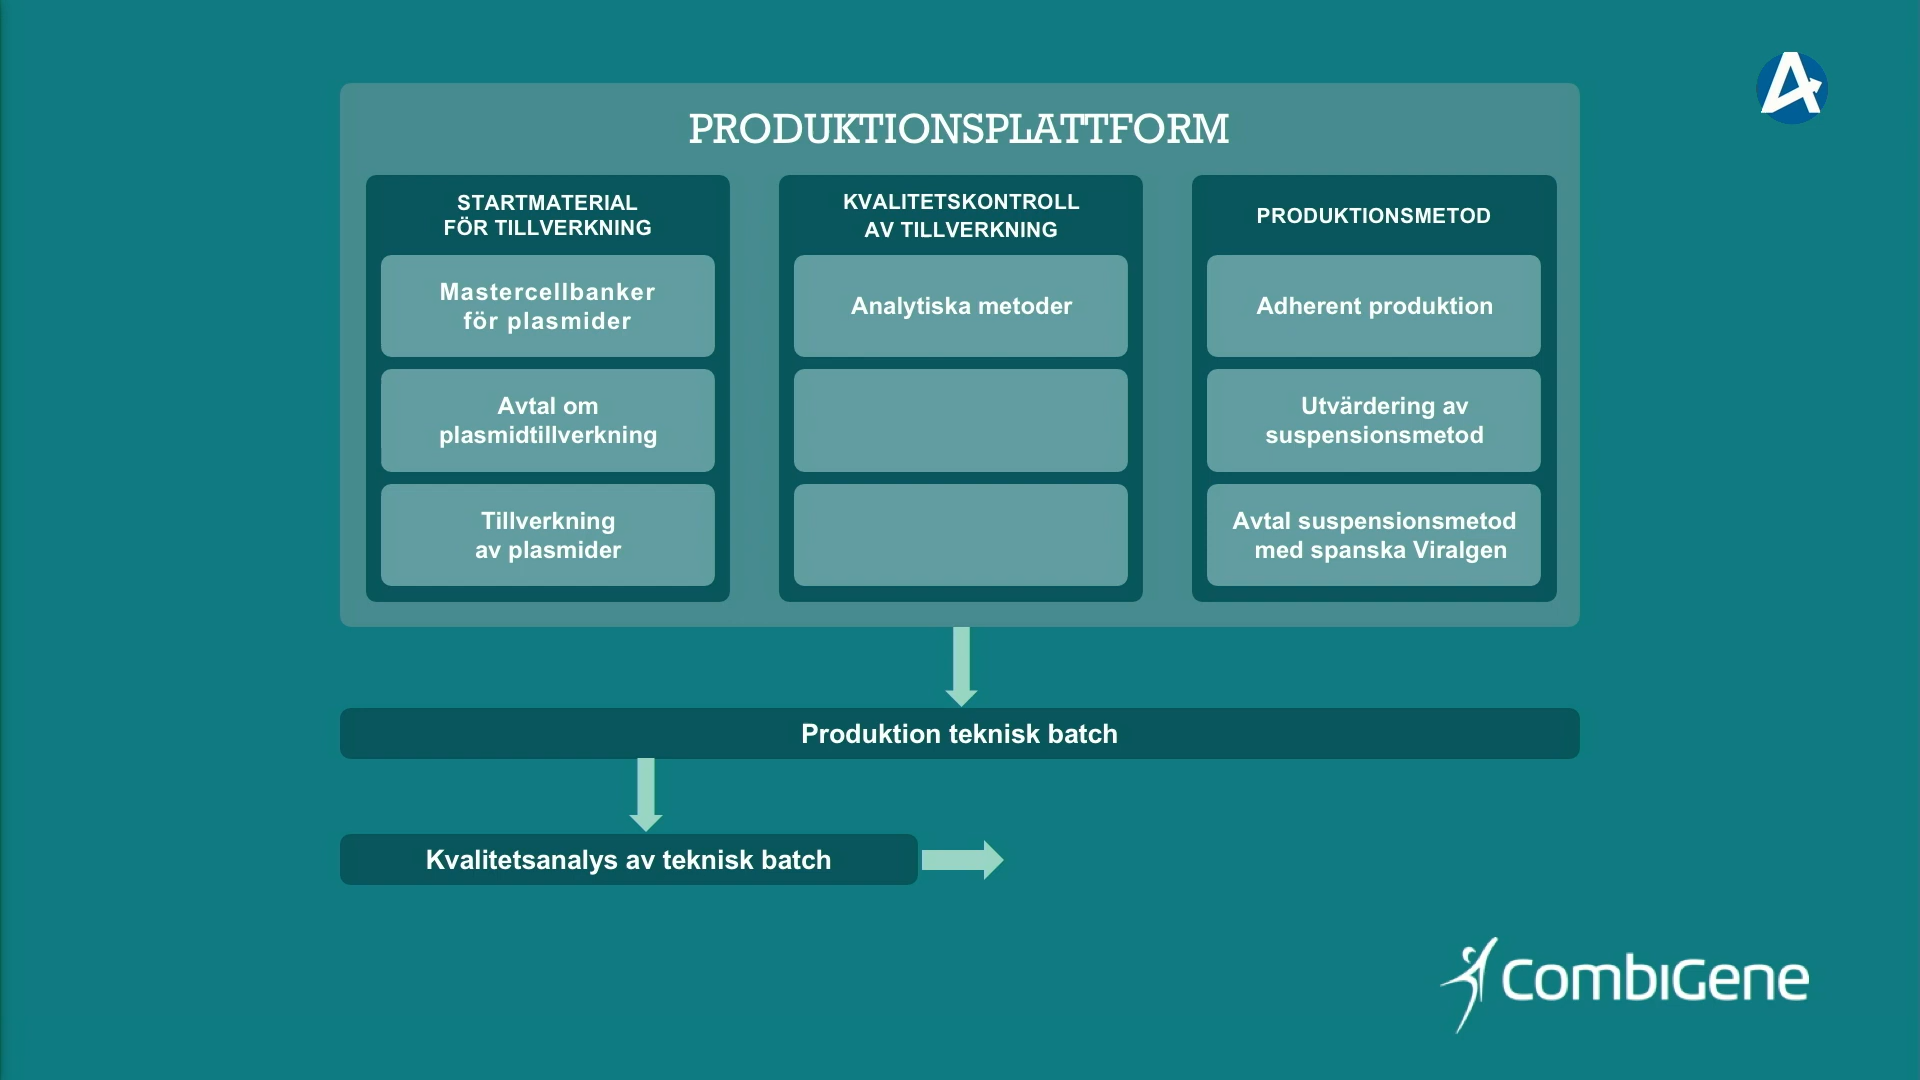 PRODUKTIONSPLATTFORM
STARTMATERIAL
FÖR TILLVERKNING
Mastercellbanker
för plasmider
Avtal om
plasmidtillverkning
Tillverkning
av plasmider
KVALITETSKONTROLL
AV TILLVERKNING
Analytiska metoder
PRODUKTIONSMETOD
Adherent produktion
Utvärdering av
suspensionsmetod
Avtal suspensionsmetod
med spanska Viralgen
Produktion teknisk batch
Kvalitetsanalys av teknisk batch
CombiGene